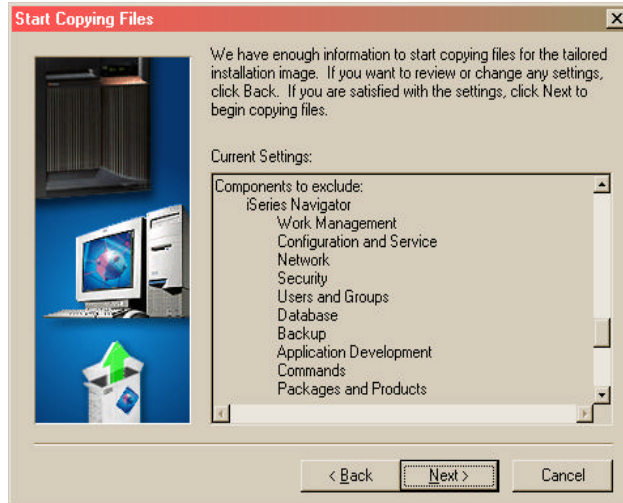 Start Copying Files
We have enough information to start copying files for the tailored
installation image. If you want to review or change any settings,
click Back. If you are satisfied with the settings, click Next to
begin copying files.
Current Settings:
Components to exclude:
iSeries Navigator
Work Management
Configuration and Service
Network
Security
Users and Groups
Database
Backup
Application Development
Commands
Packages and Products
< Back
Next >
Cancel